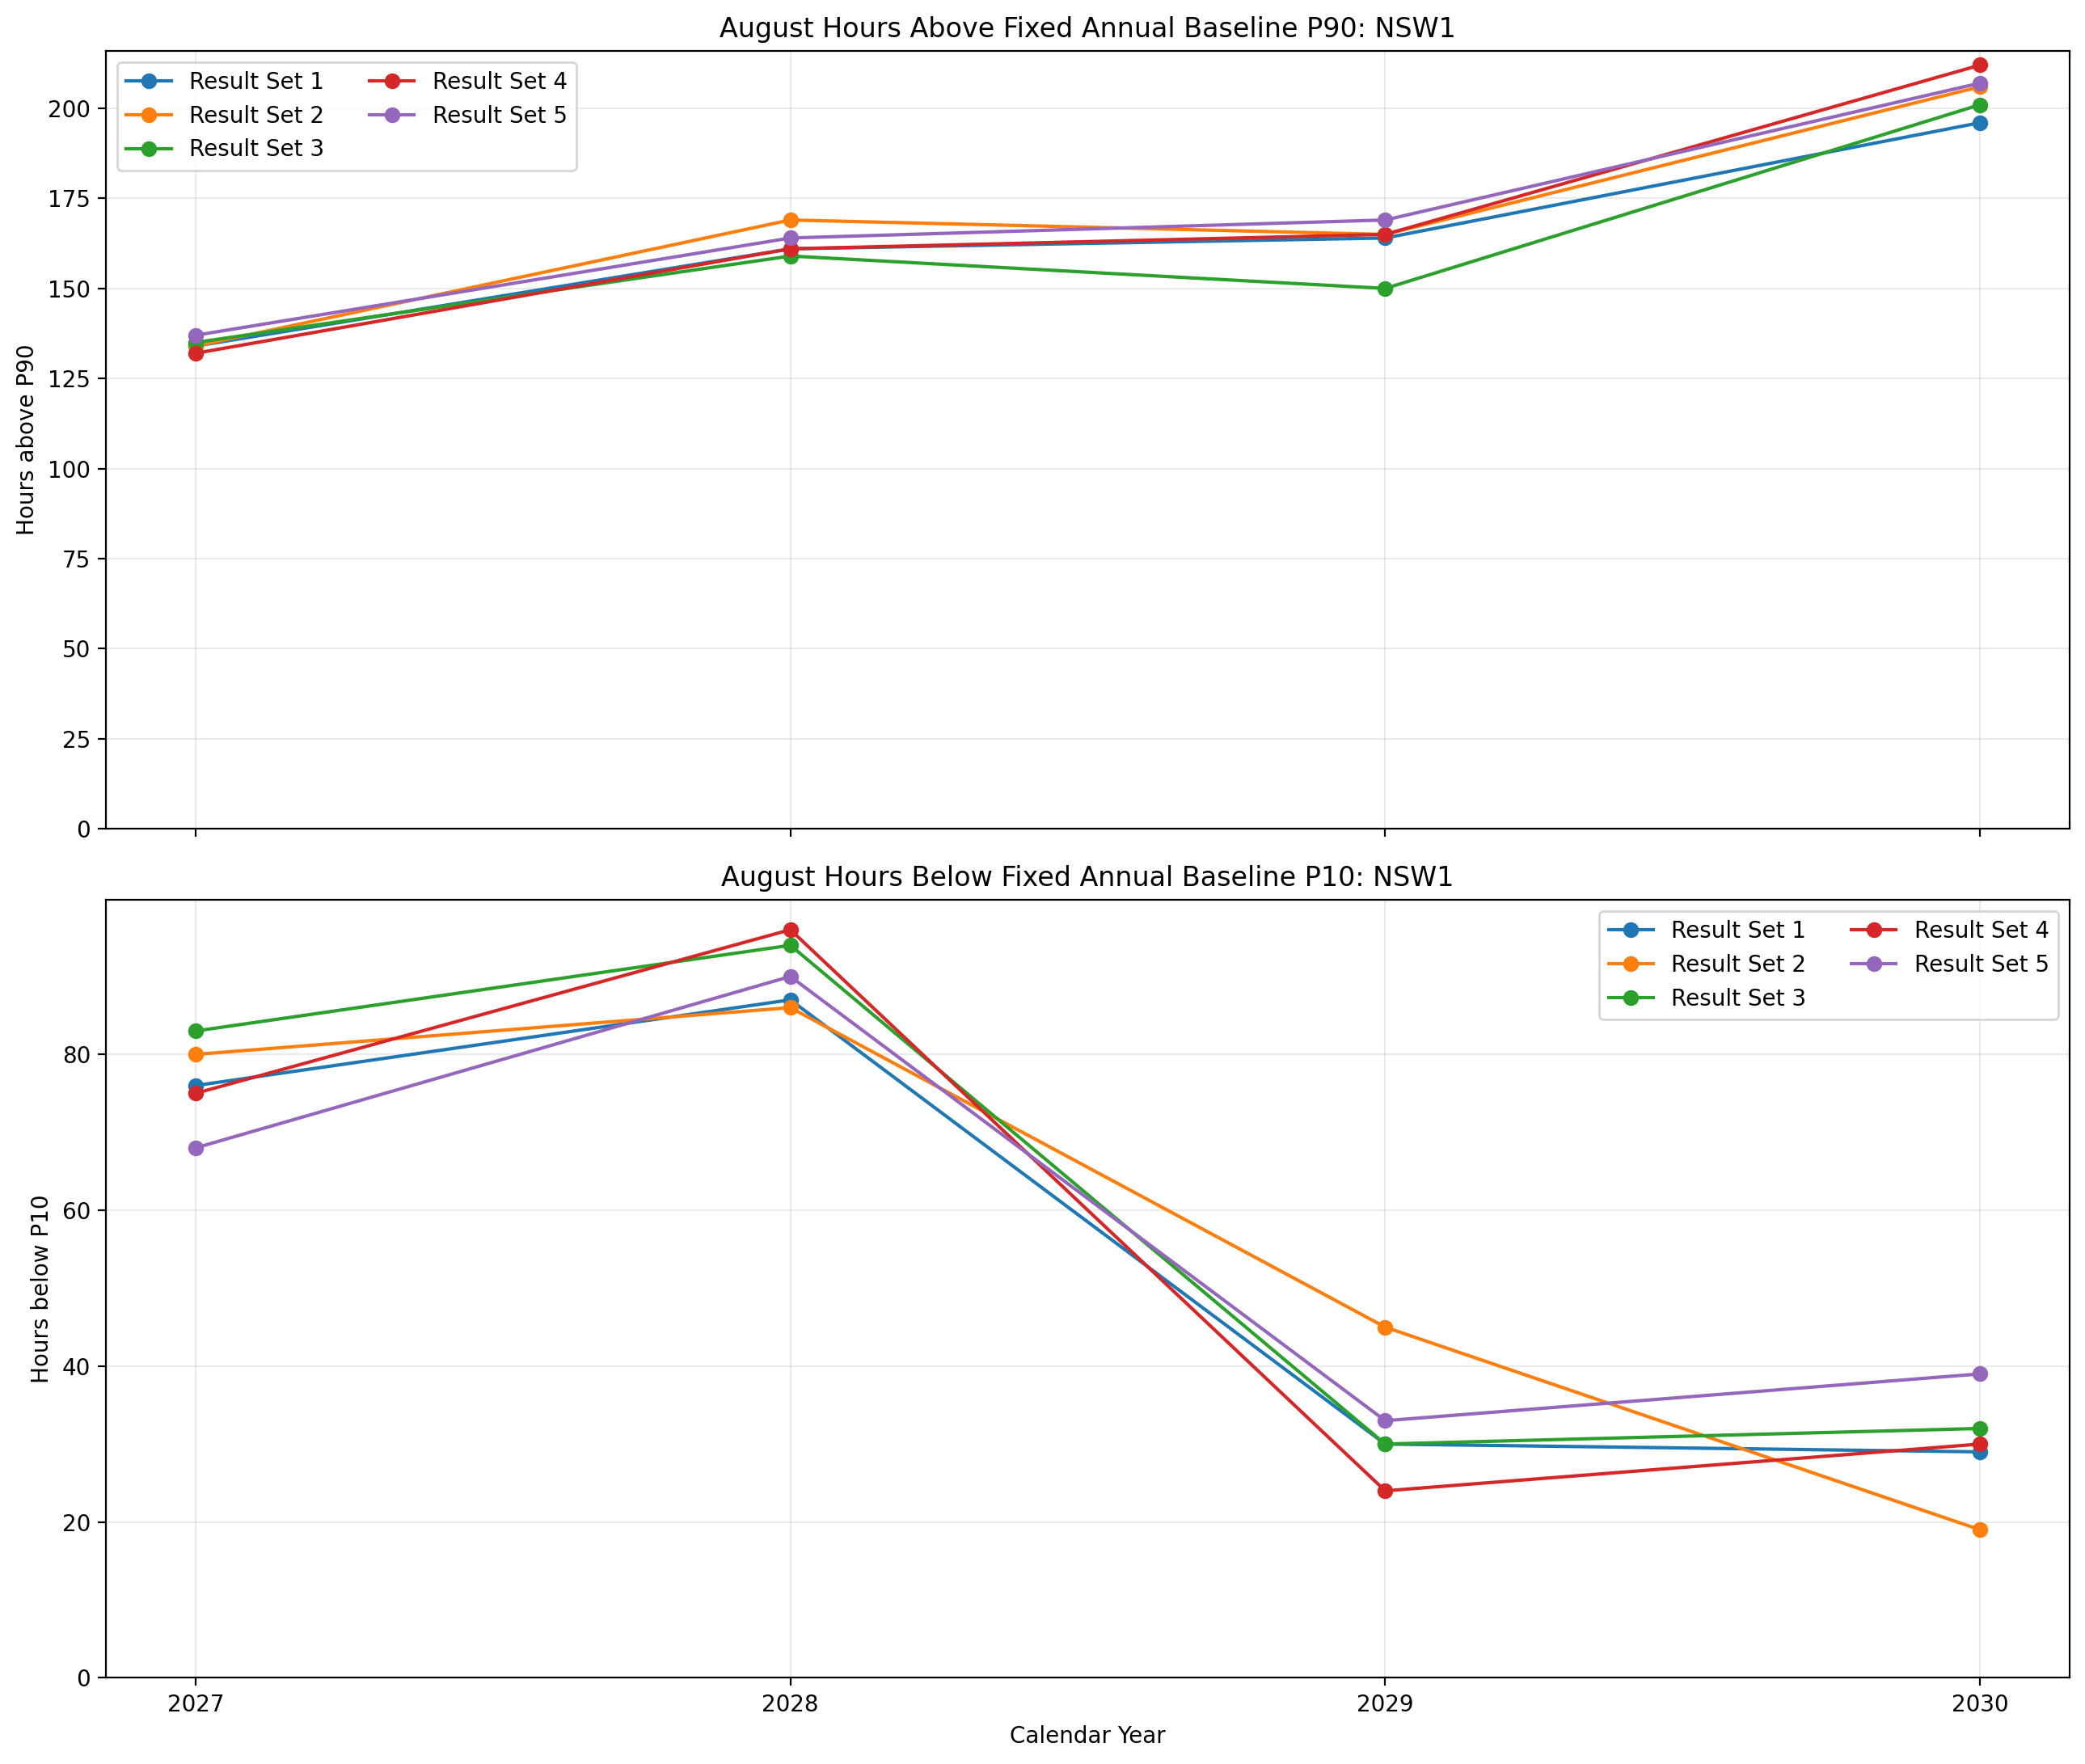 August Hours Above Fixed Annual Baseline P90: NSW1
Result Set 1
Result Set 2
Result Set 3
Result Set 4
Result Set 5
Hours above P90
200
175
150
125
100
75
50
25
0
August Hours Below Fixed Annual Baseline P10: NSW1
Result Set 1
Result Set 2
Result Set 3
Result Set 4
Result Set 5
Hours below P10
80
60
40
20
0
2027
2028
2029
2030
Calendar Year